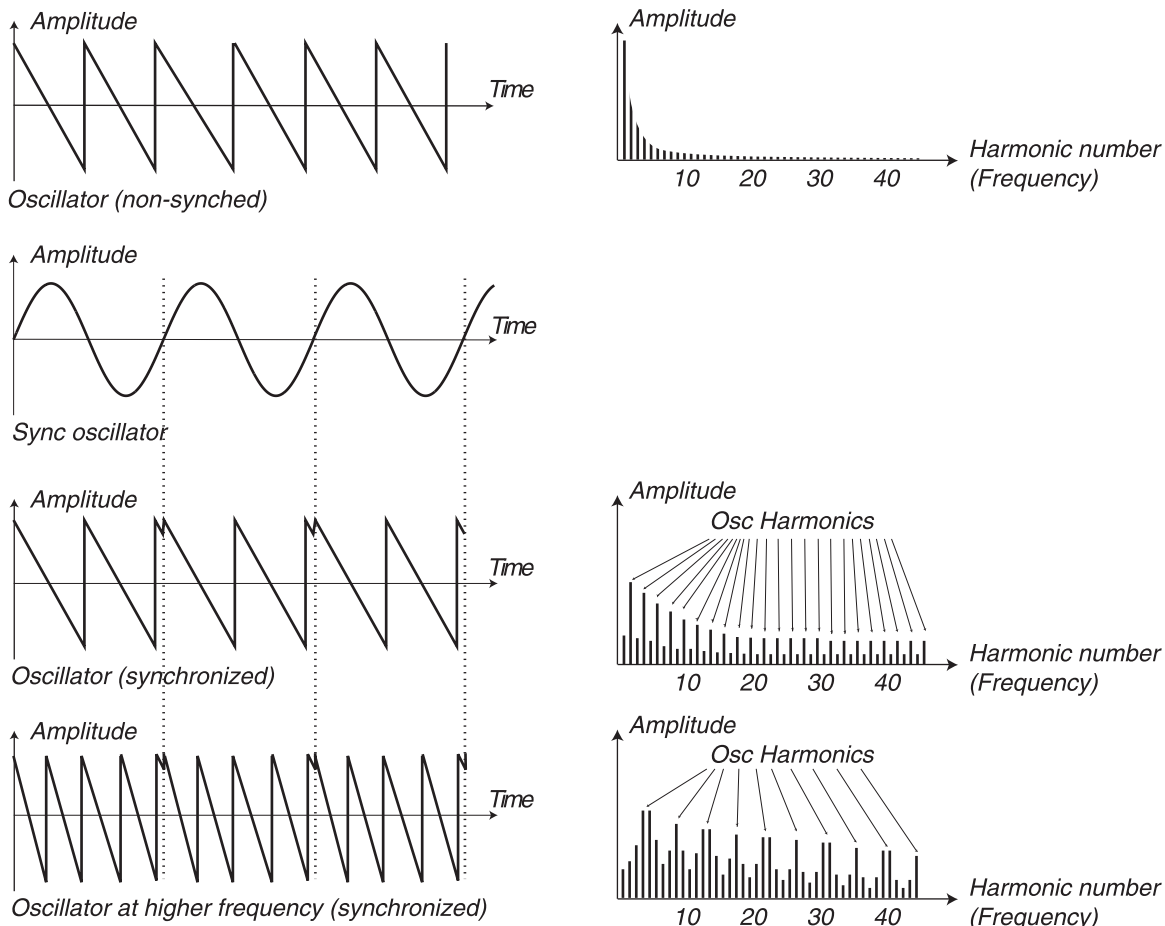 Amplitude
Time
Oscillator (non-synched)
Amplitude
Harmonic number
(Frequency)
10 20 30 40
Amplitude
Time
Sync oscillator
Amplitude
Time
Oscillator (synchronized)
Amplitude
Osc Harmonics
Harmonic number
(Frequency)
10 20 30 40
Amplitude
Time
Oscillator at higher frequency (synchronized)
Amplitude
Osc Harmonics
Harmonic number
(Frequency)
10 20 30 40